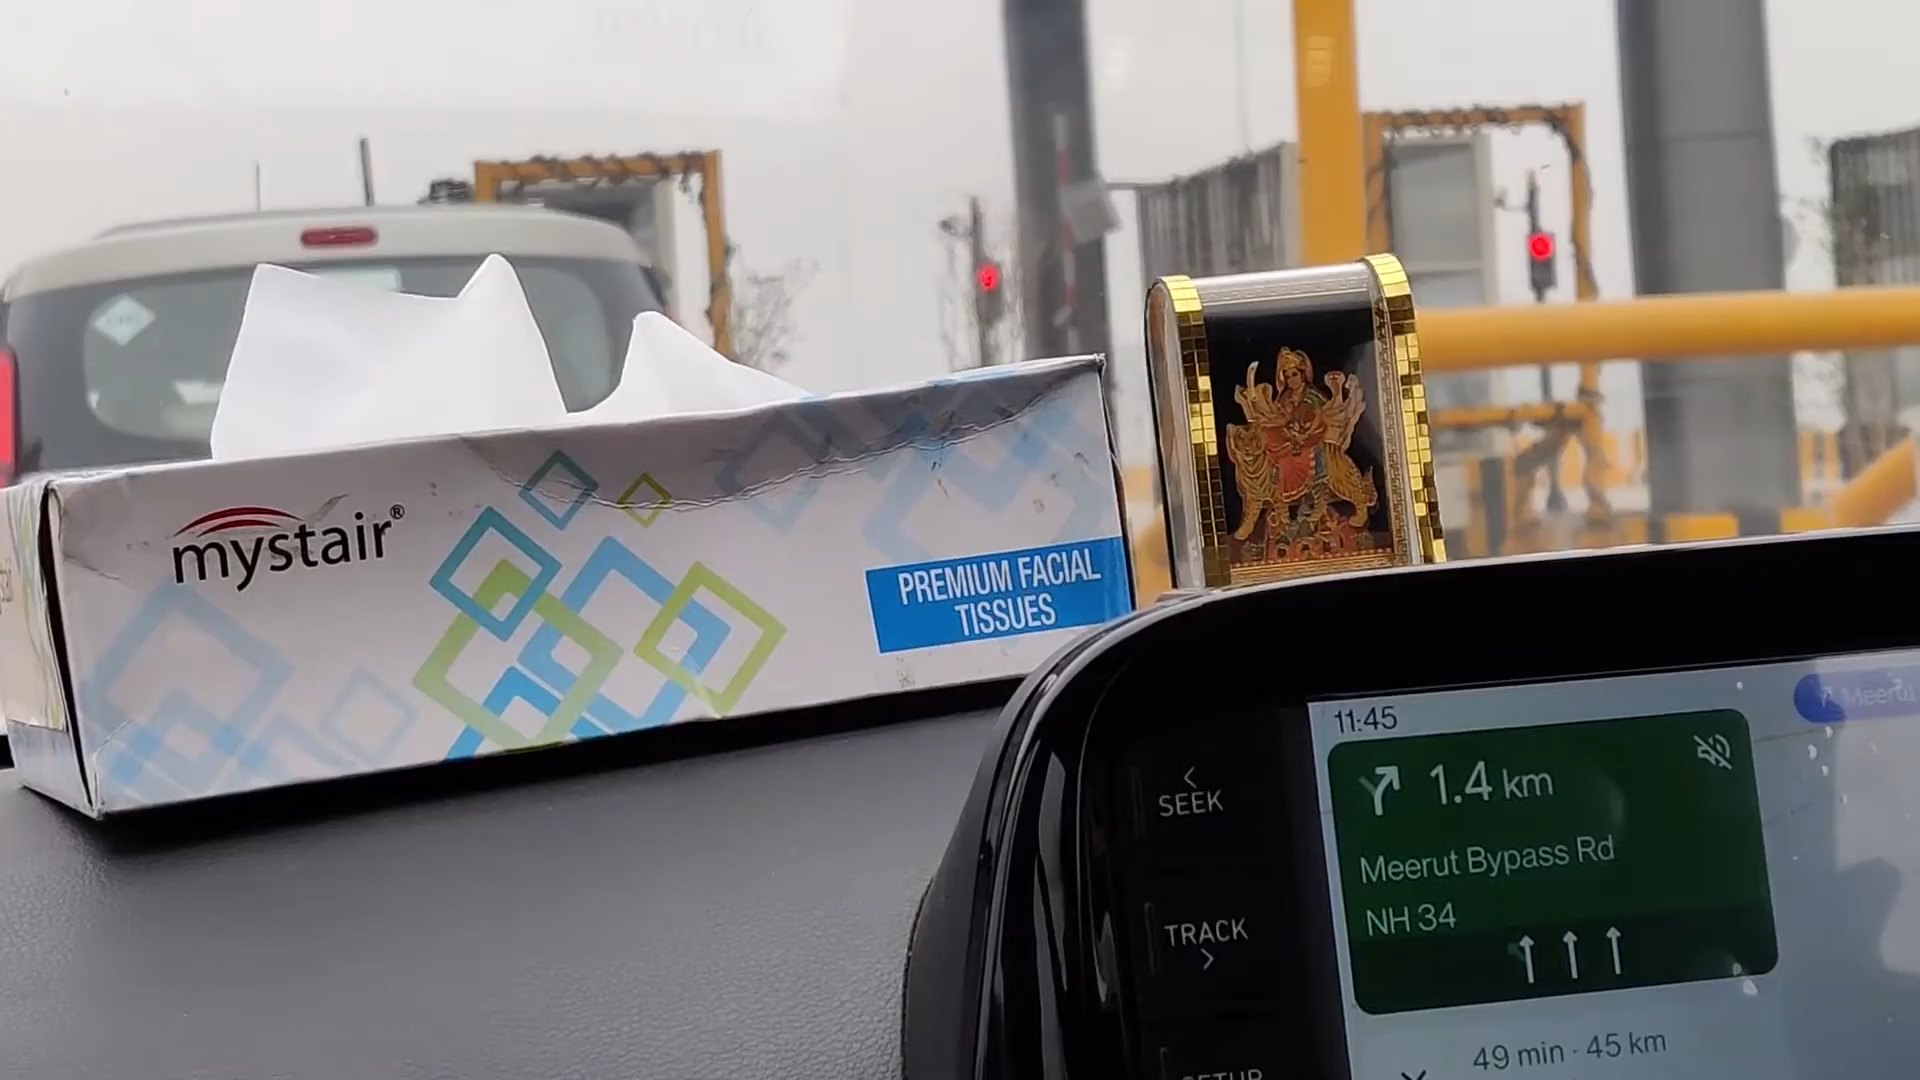 mystair®
PREMIUM FACIAL
TISSUES
SEEK
TRACK
SETUP
11:45
1.4 km
Meerut Bypass Rd
NH 34
49 min · 45 km